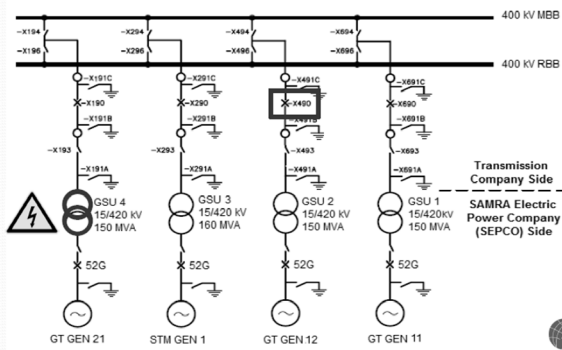 400 kV MBB
-X194
-X294
-X494
-X694
-X196
-X296
-X496
-X696
400 kV RBB
-X191C
-X291C
-X491C
-X691C
-X190
-X290
-X490
-X690
-X191B
-X291B
-X491B
-X691B
-X193
-X293
-X493
-X693
-X191A
-X291A
-X491A
-X691A
Transmission
Company Side
GSU 4
15/420 kV
150 MVA
GSU 3
15/420 kV
160 MVA
GSU 2
15/420 kV
150 MVA
GSU 1
15/420kV
150 MVA
SAMRA Electric
Power Company
(SEPCO) Side
52G
52G
52G
52G
GT GEN 21
STM GEN 1
GT GEN 12
GT GEN 11